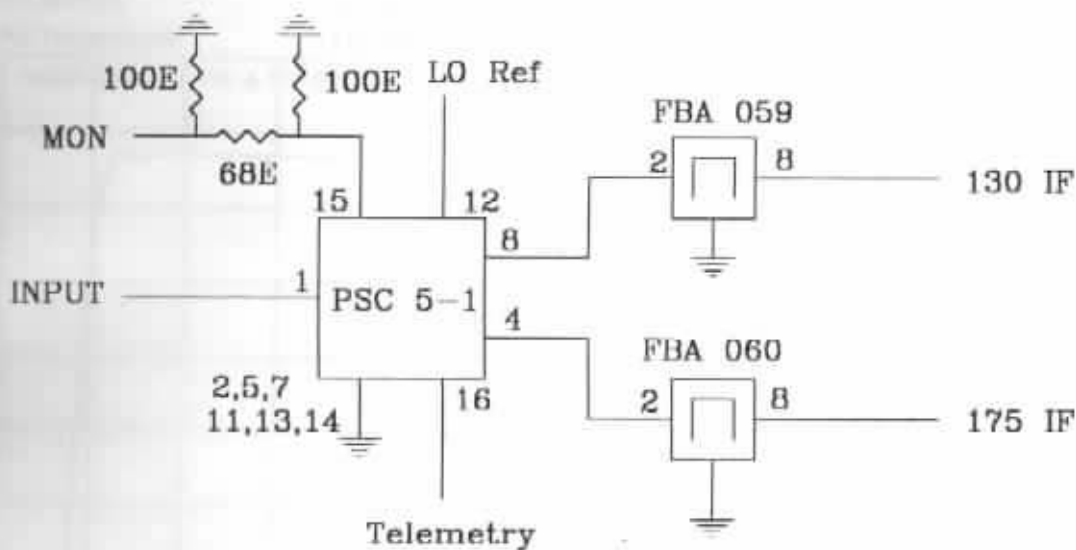 100E
100E
LO Ref
FBA 059
MON
68E
2
8
130 IF
15
12
8
INPUT
1
PSC 5-1
4
FBA 060
2,5,7
11,13,14
16
2
8
175 IF
Telemetry